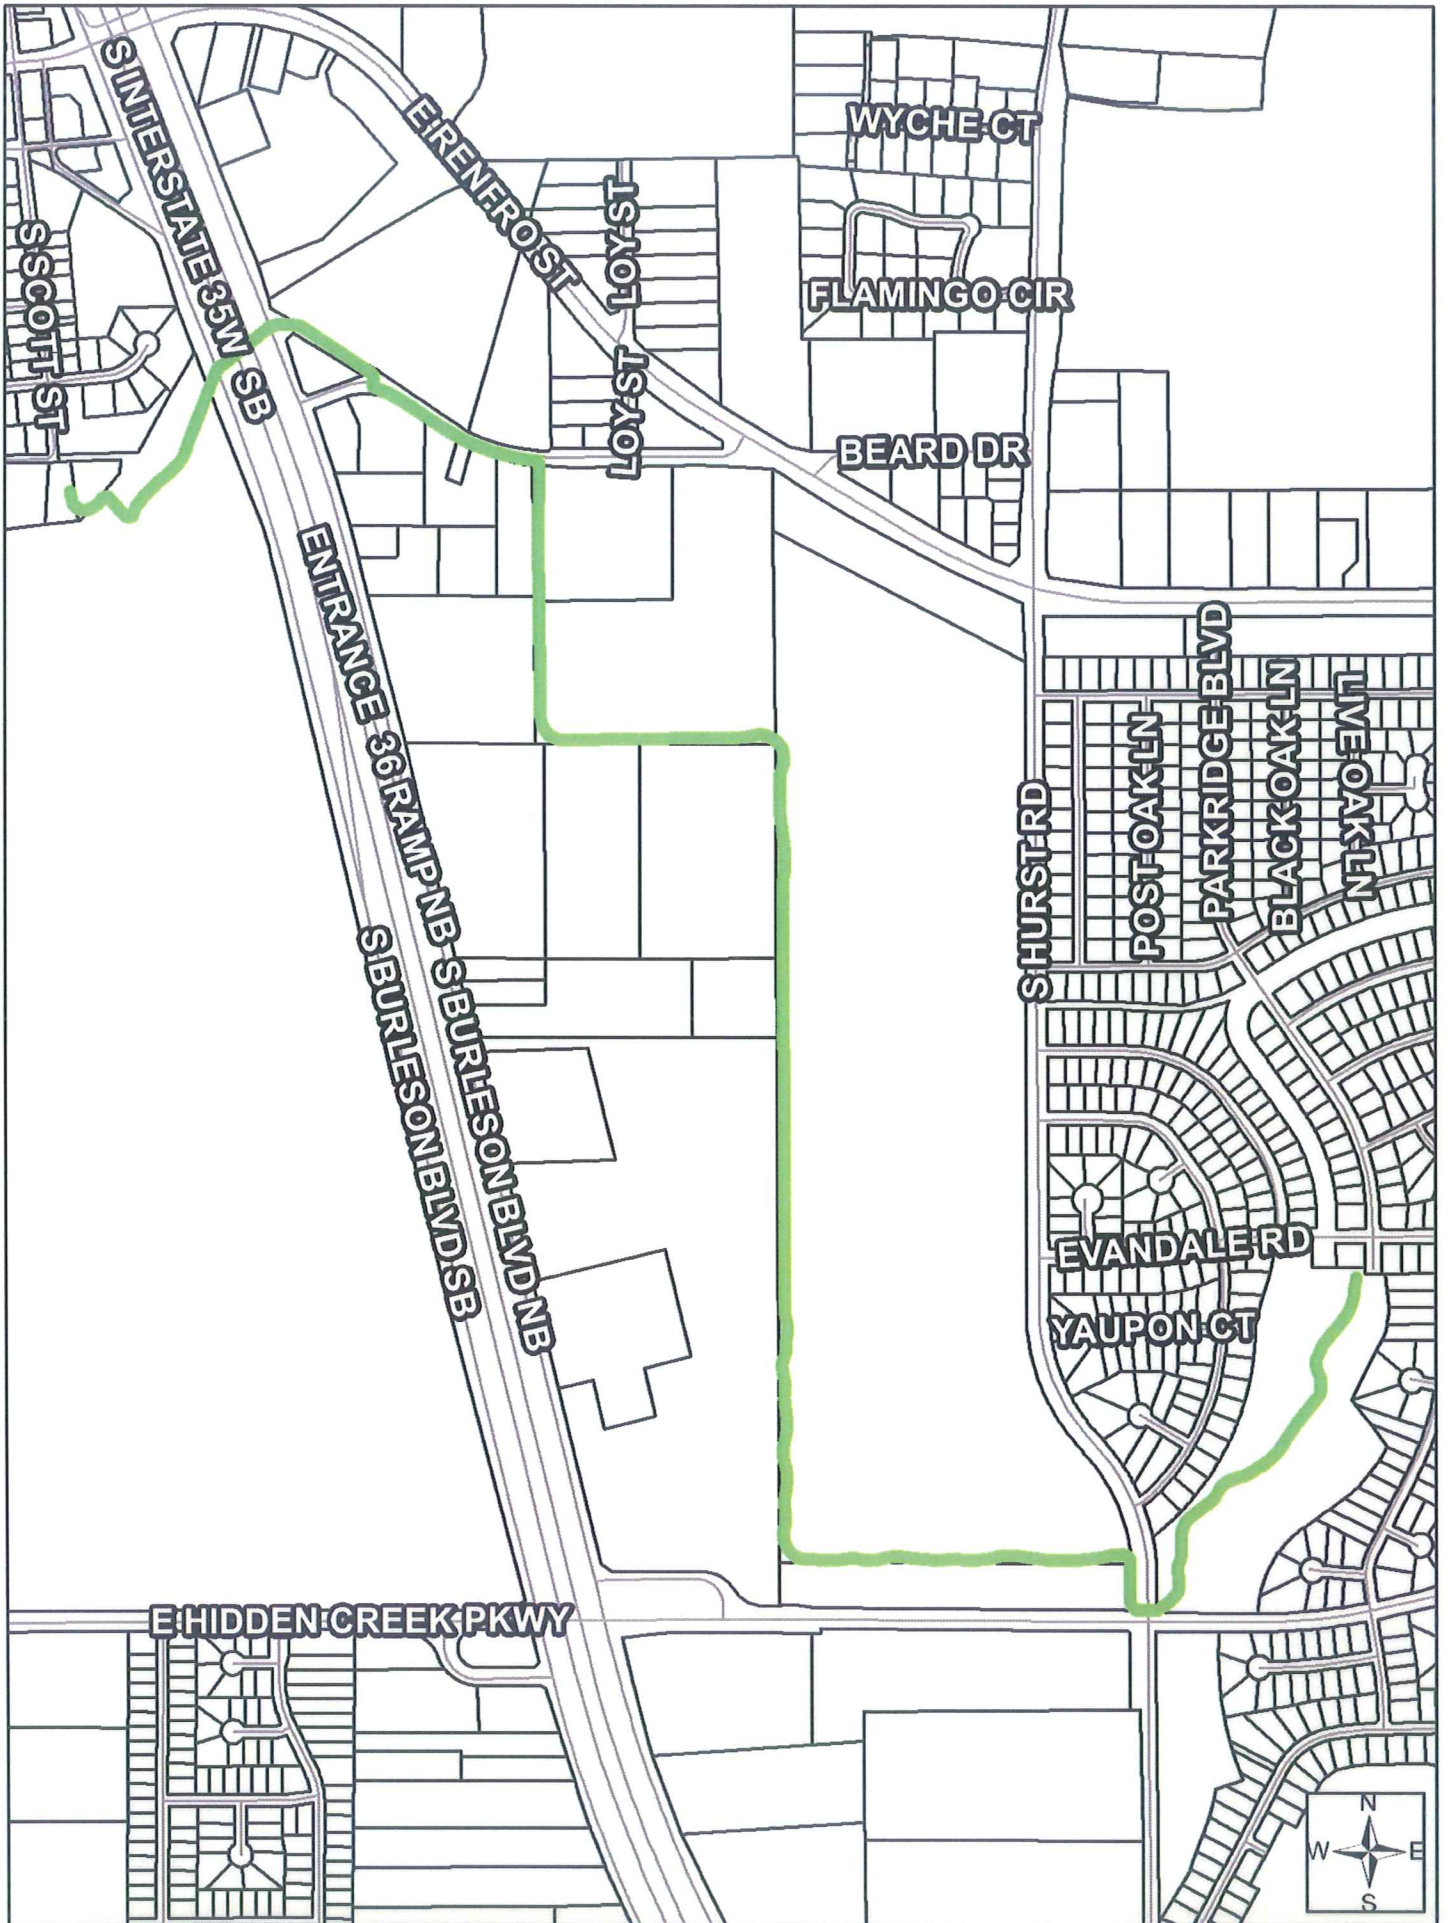 S INTERSTATE 35W SB
E RENFRO ST
WYCHE CT
LOY ST
S SCOTT ST
FLAMINGO CIR
LOY ST
BEARD DR
ENTRANCE 36 RAMP NB
PARKRIDGE BLVD
BLACK OAK LN
LIVE OAK LN
POST OAK LN
S HURST RD
S BURLESON BLVD SB
S BURLESON BLVD NB
EVANDALE RD
YAUPON CT
E HIDDEN CREEK PKWY
N
W E
S